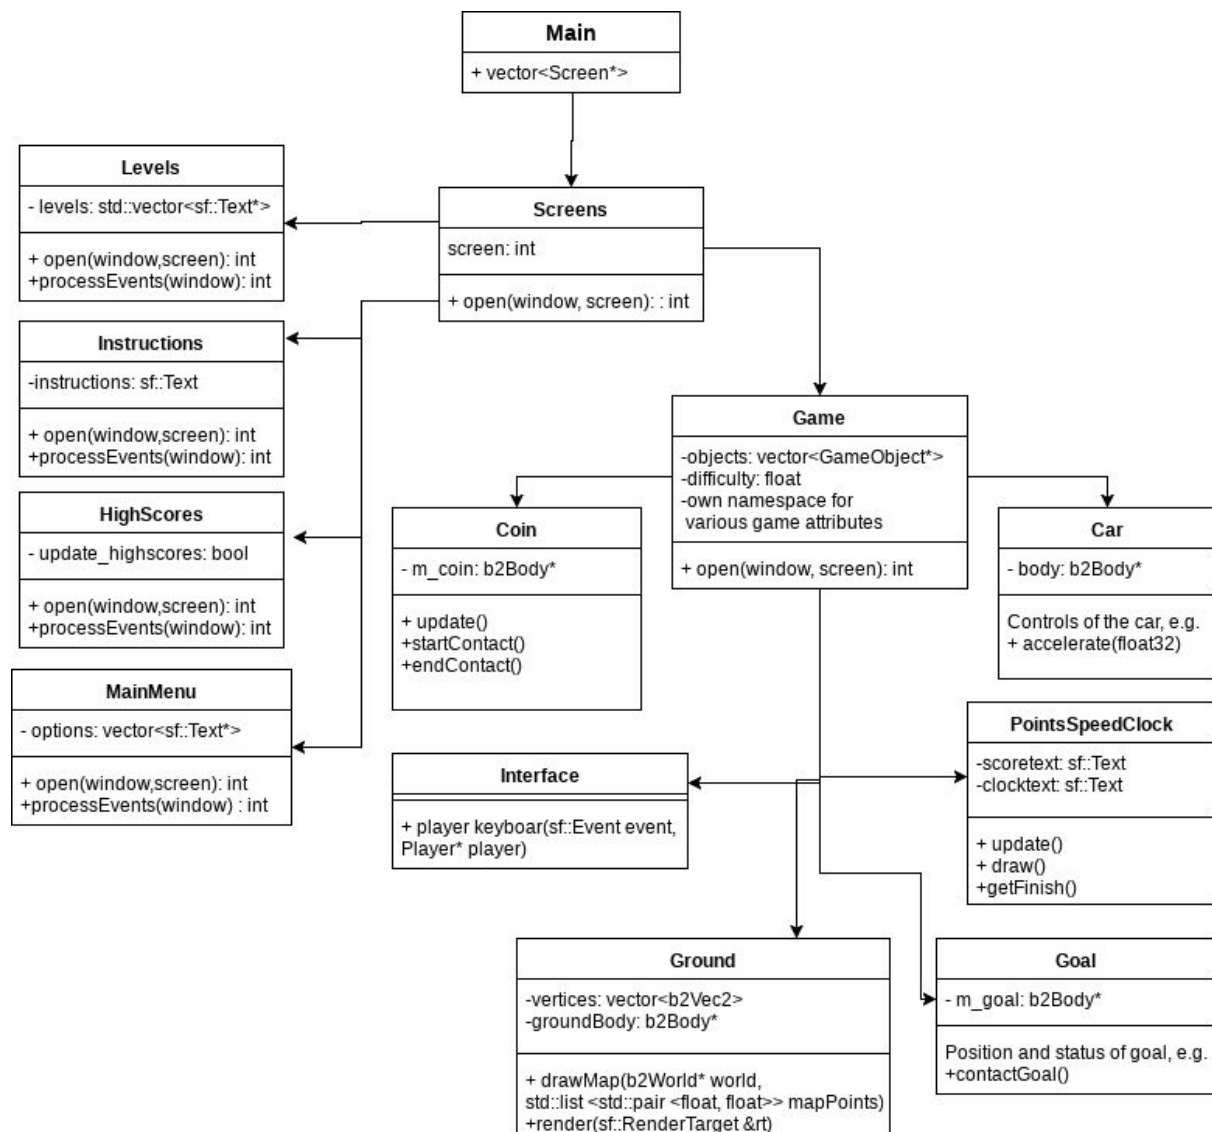 Main
+ vector<Screen*>
Levels
- levels: std::vector<sf::Text*>
+ open(window,screen): int
+processEvents(window): int
Screens
screen: int
+ open(window, screen): : int
Instructions
-instructions: sf::Text
+ open(window,screen): int
+processEvents(window): int
Game
-objects: vector<GameObject*>
-difficulty: float
-own namespace for
various game attributes
+ open(window, screen): int
HighScores
- update_highscores: bool
+ open(window,screen): int
+processEvents(window): int
Coin
- m_coin: b2Body*
+ update()
+startContact()
+endContact()
Car
- body: b2Body*
Controls of the car, e.g.
+ accelerate(float32)
MainMenu
- options: vector<sf::Text*>
+ open(window,screen): int
+processEvents(window) : int
PointsSpeedClock
-scoretext: sf::Text
-clocktext: sf::Text
+ update()
+ draw()
+getFinish()
Interface
+ player keyboar(sf::Event event,
Player* player)
Ground
-vertices: vector<b2Vec2>
-groundBody: b2Body*
+ drawMap(b2World* world,
std::list <std::pair <float, float>> mapPoints)
+render(sf::RenderTarget &rt)
Goal
- m_goal: b2Body*
Position and status of goal, e.g.
+contactGoal()